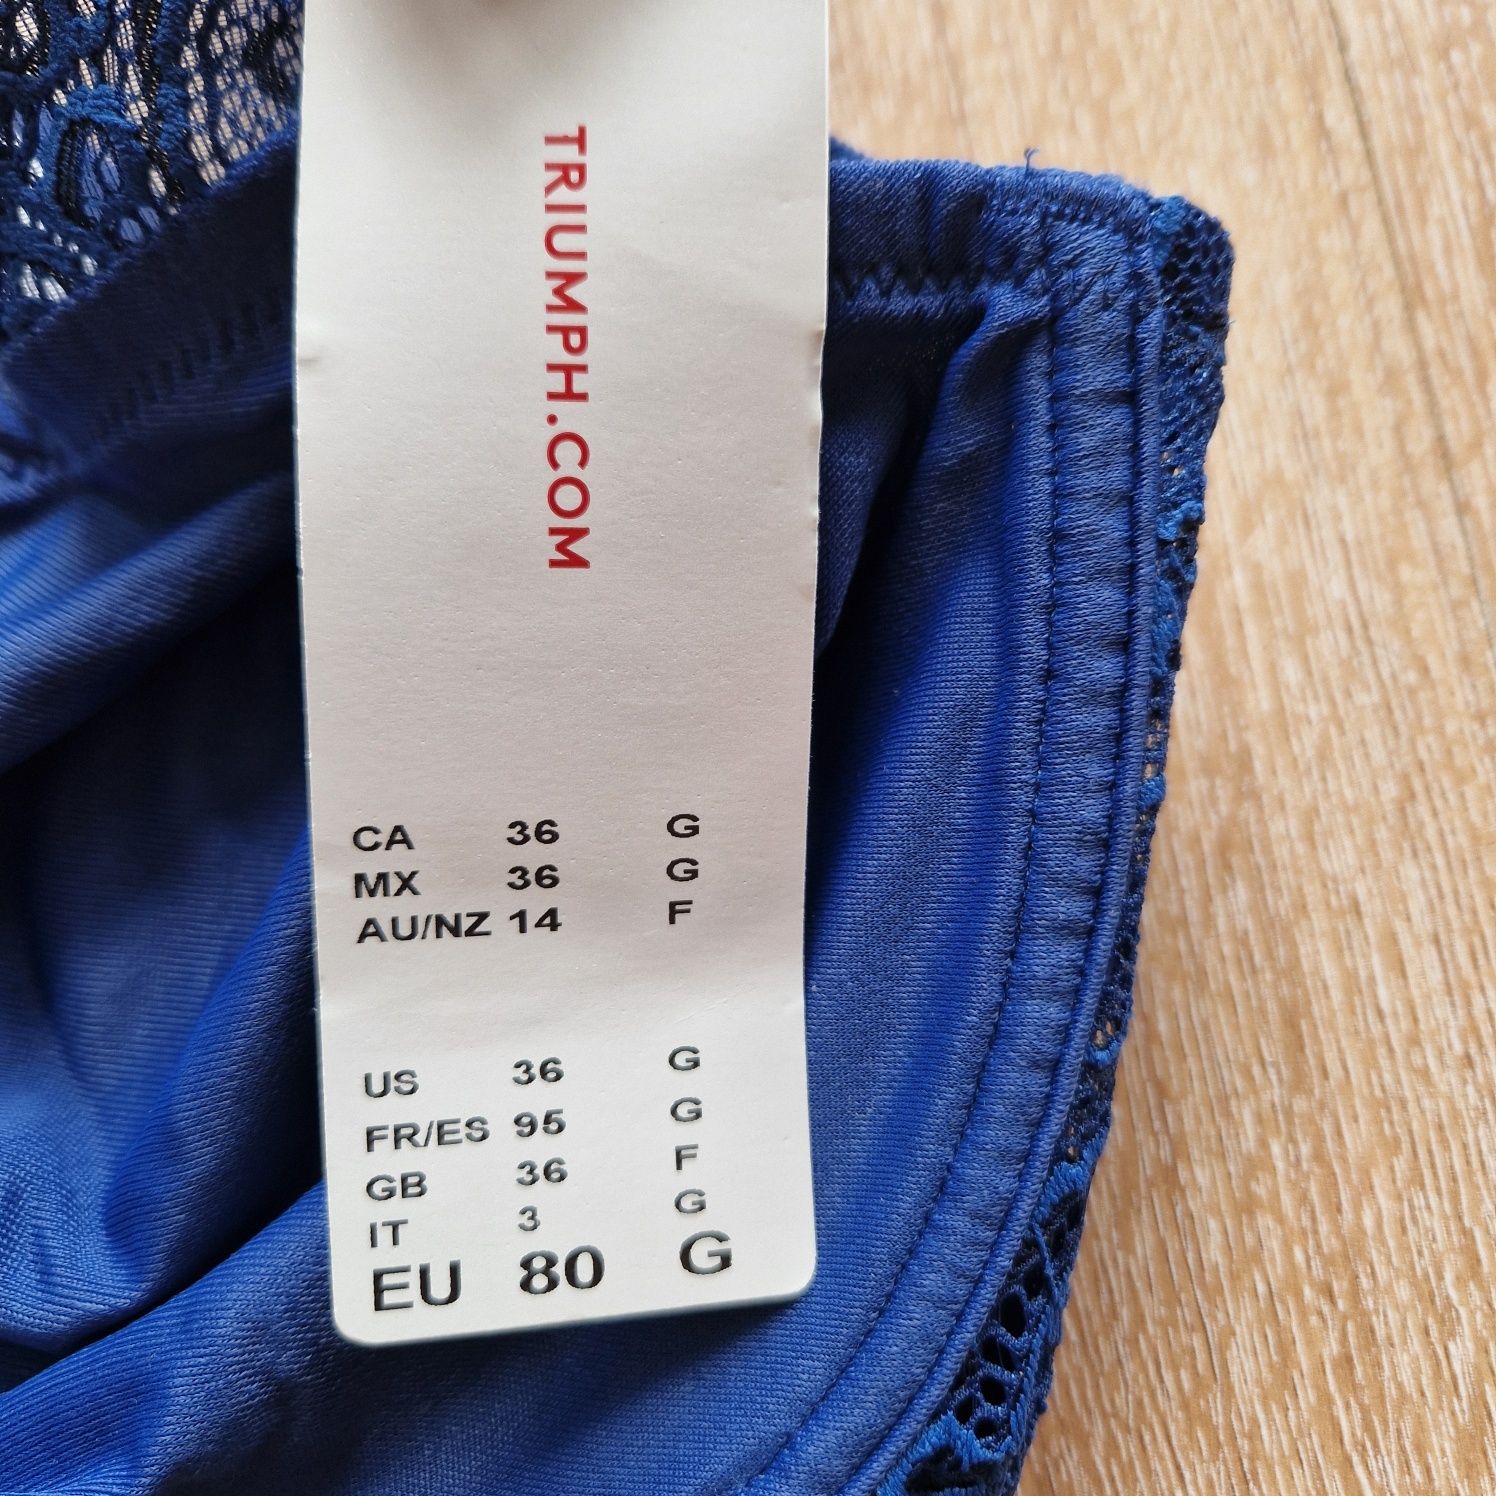 TRIUMPH.COM
CA 36 G
MX 36 G
AU/NZ 14 F
US 36 G
FR/ES 95 G
GB 36 F
IT 3 G
EU 80 G